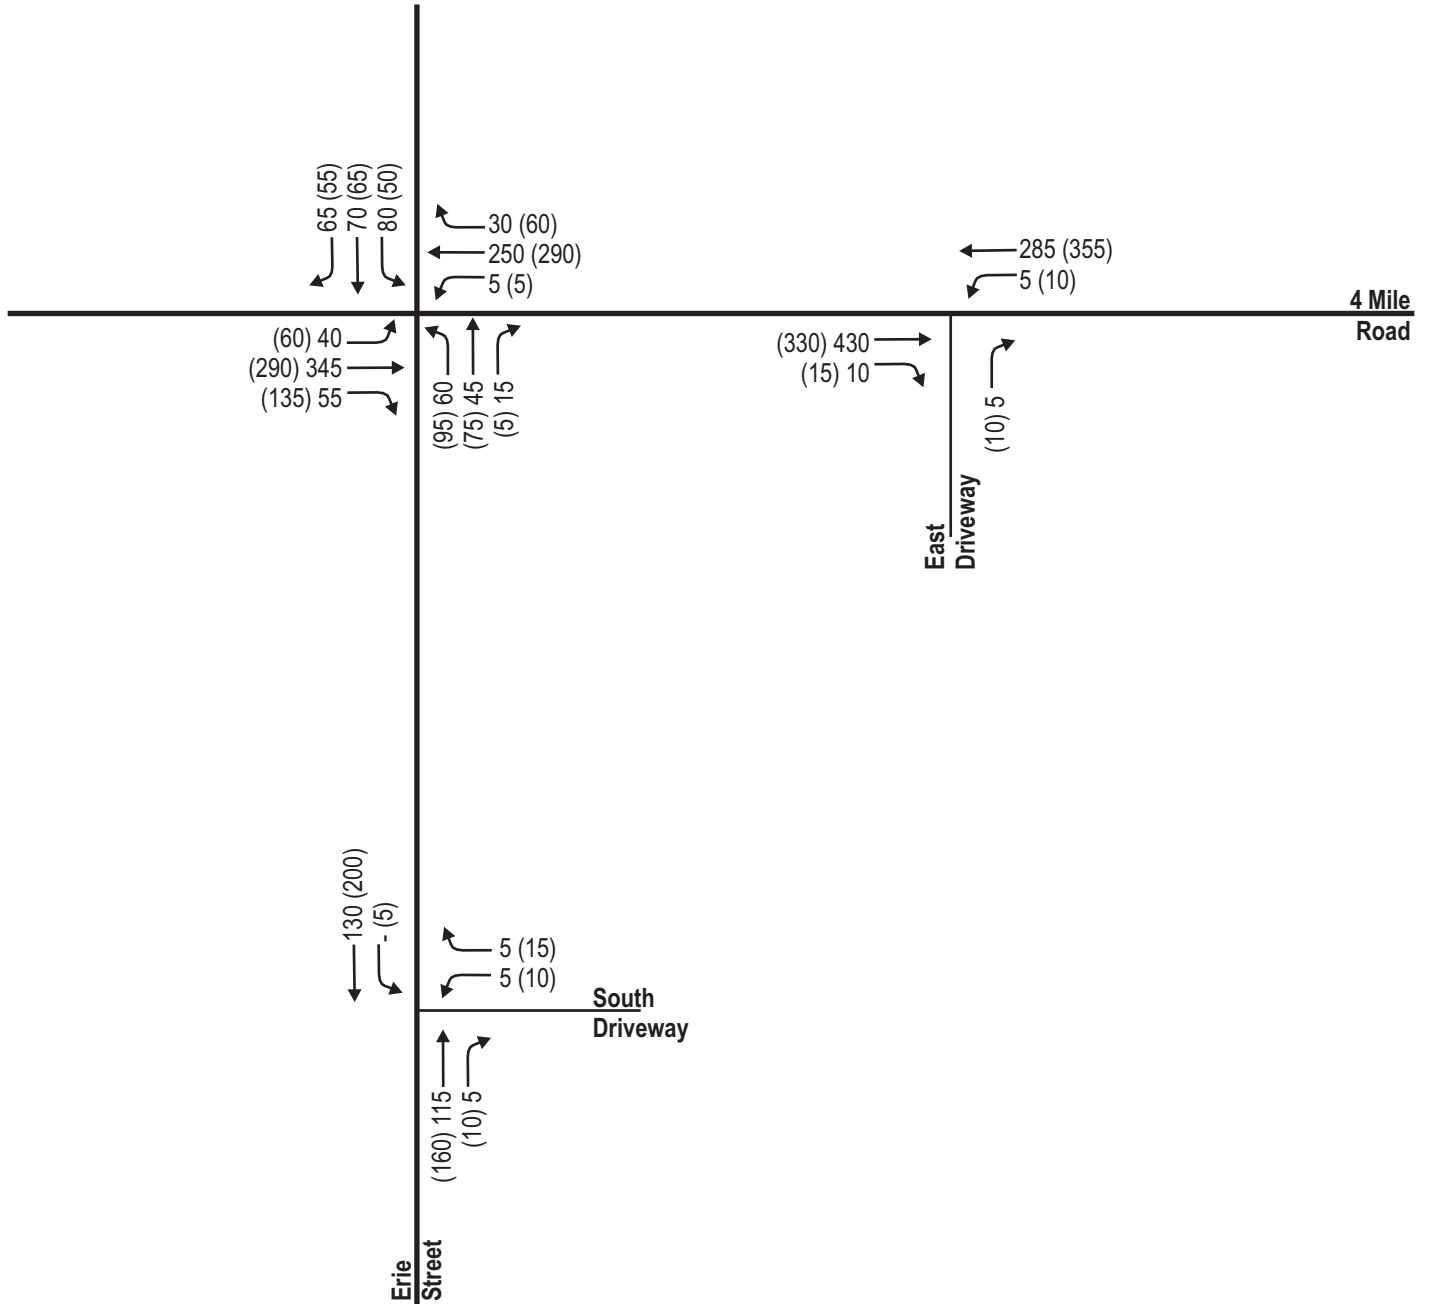 65 (55)
70 (65)
80 (50)
30 (60)
250 (290)
5 (5)
285 (355)
5 (10)
4 Mile
Road
(60) 40
(290) 345
(135) 55
(95) 60
(75) 45
(5) 15
(330) 430
(15) 10
(10) 5
East
Driveway
130 (200)
- (5)
5 (15)
5 (10)
South
Driveway
(160) 115
(10) 5
Erie
Street